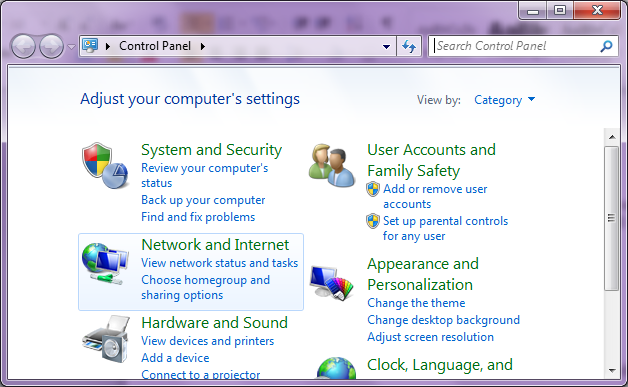 Control Panel
Search Control Panel
Adjust your computer's settings
View by: Category
System and Security
Review your computer's
status
Back up your computer
Find and fix problems
Network and Internet
View network status and tasks
Choose homegroup and
sharing options
Hardware and Sound
View devices and printers
Add a device
Connect to a projector
User Accounts and
Family Safety
Add or remove user
accounts
Set up parental controls
for any user
Appearance and
Personalization
Change the theme
Change desktop background
Adjust screen resolution
Clock, Language, and